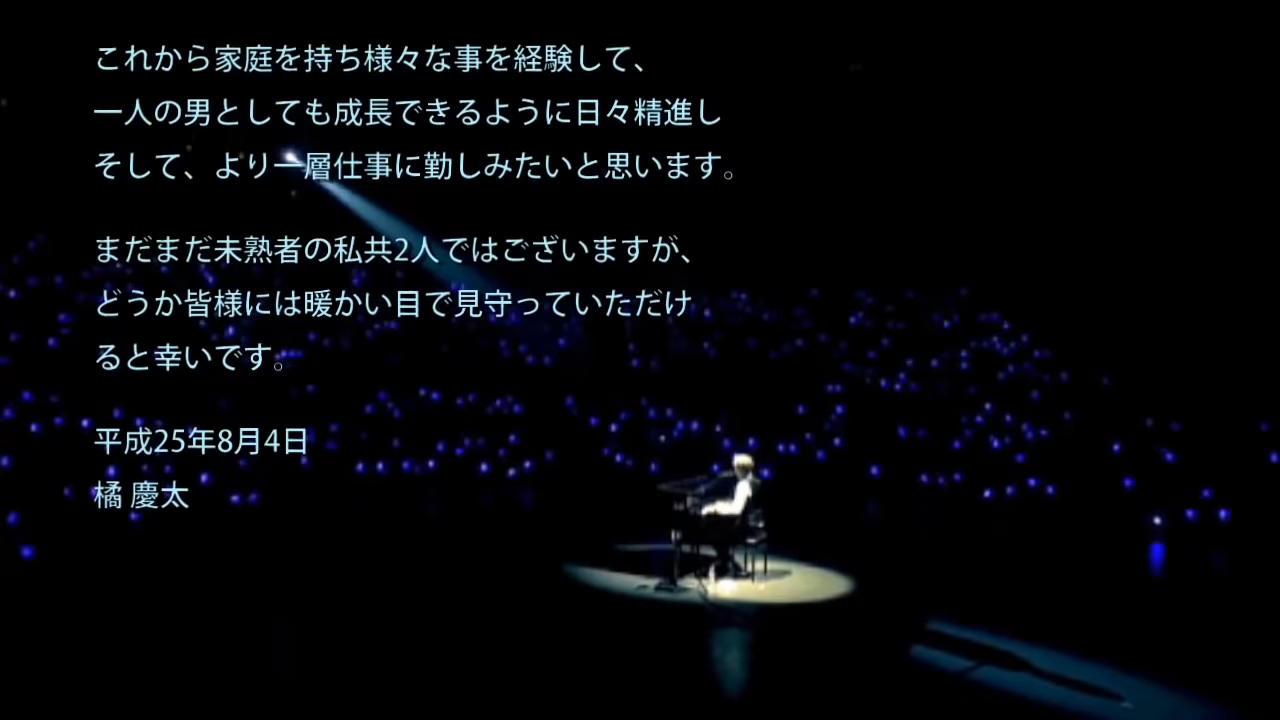 これから家庭を持ち様々な事を経験して、
一人の男としても成長できるように日々精進し
そして、より一層仕事に勤しみたいと思います。
まだまだ未熟者の私共2人ではございますが、
どうか皆様には暖かい目で見守っていただけ
ると幸いです。
平成25年8月4日
橘 慶太